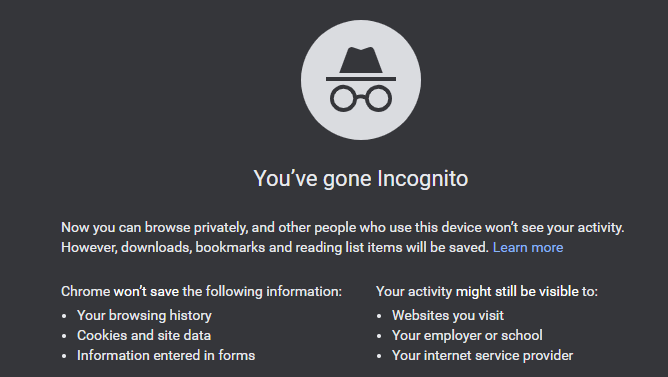 You've gone Incognito
Now you can browse privately, and other people who use this device won't see your activity.
However, downloads, bookmarks and reading list items will be saved. Learn more
Chrome won't save the following information:
• Your browsing history
• Cookies and site data
• Information entered in forms
Your activity might still be visible to:
• Websites you visit
• Your employer or school
• Your internet service provider